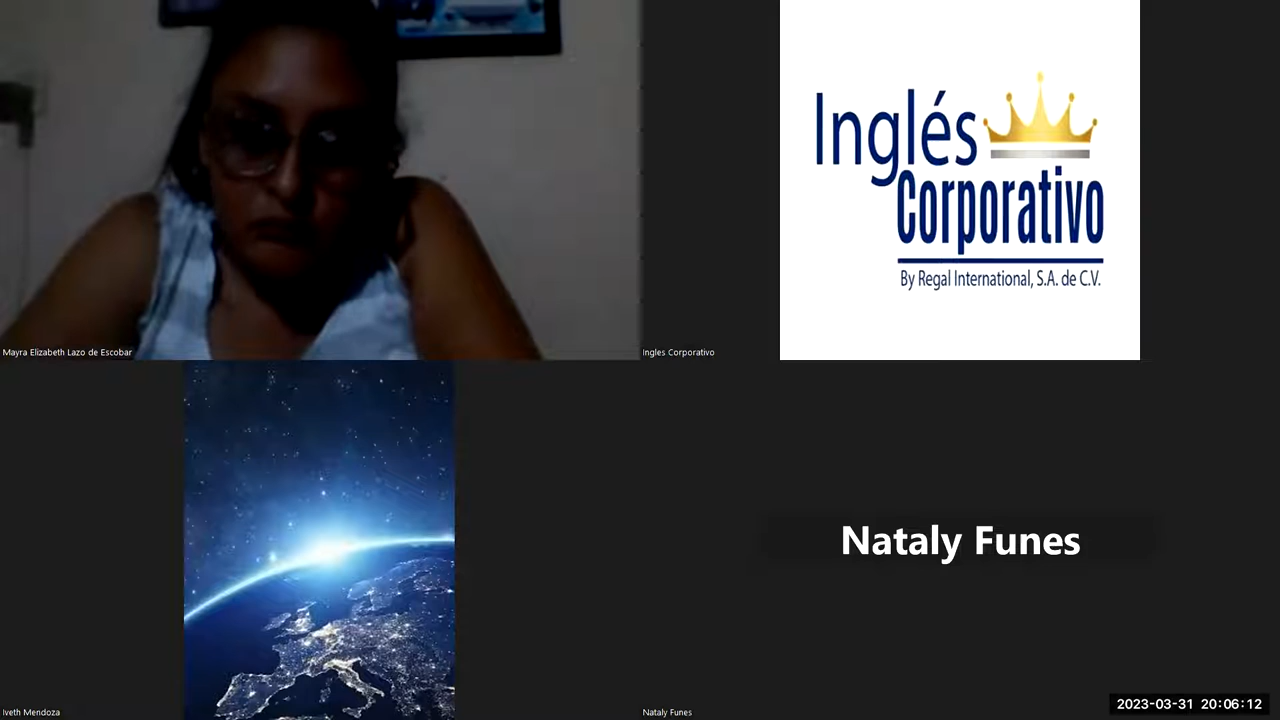 Mayra Elizabeth Lazo de Escobar
Inglés
Corporativo
By Regal International, S.A. de C.V.
Ingles Corporativo
Iveth Mendoza
Nataly Funes
Nataly Funes
2023-03-31 20:06:12